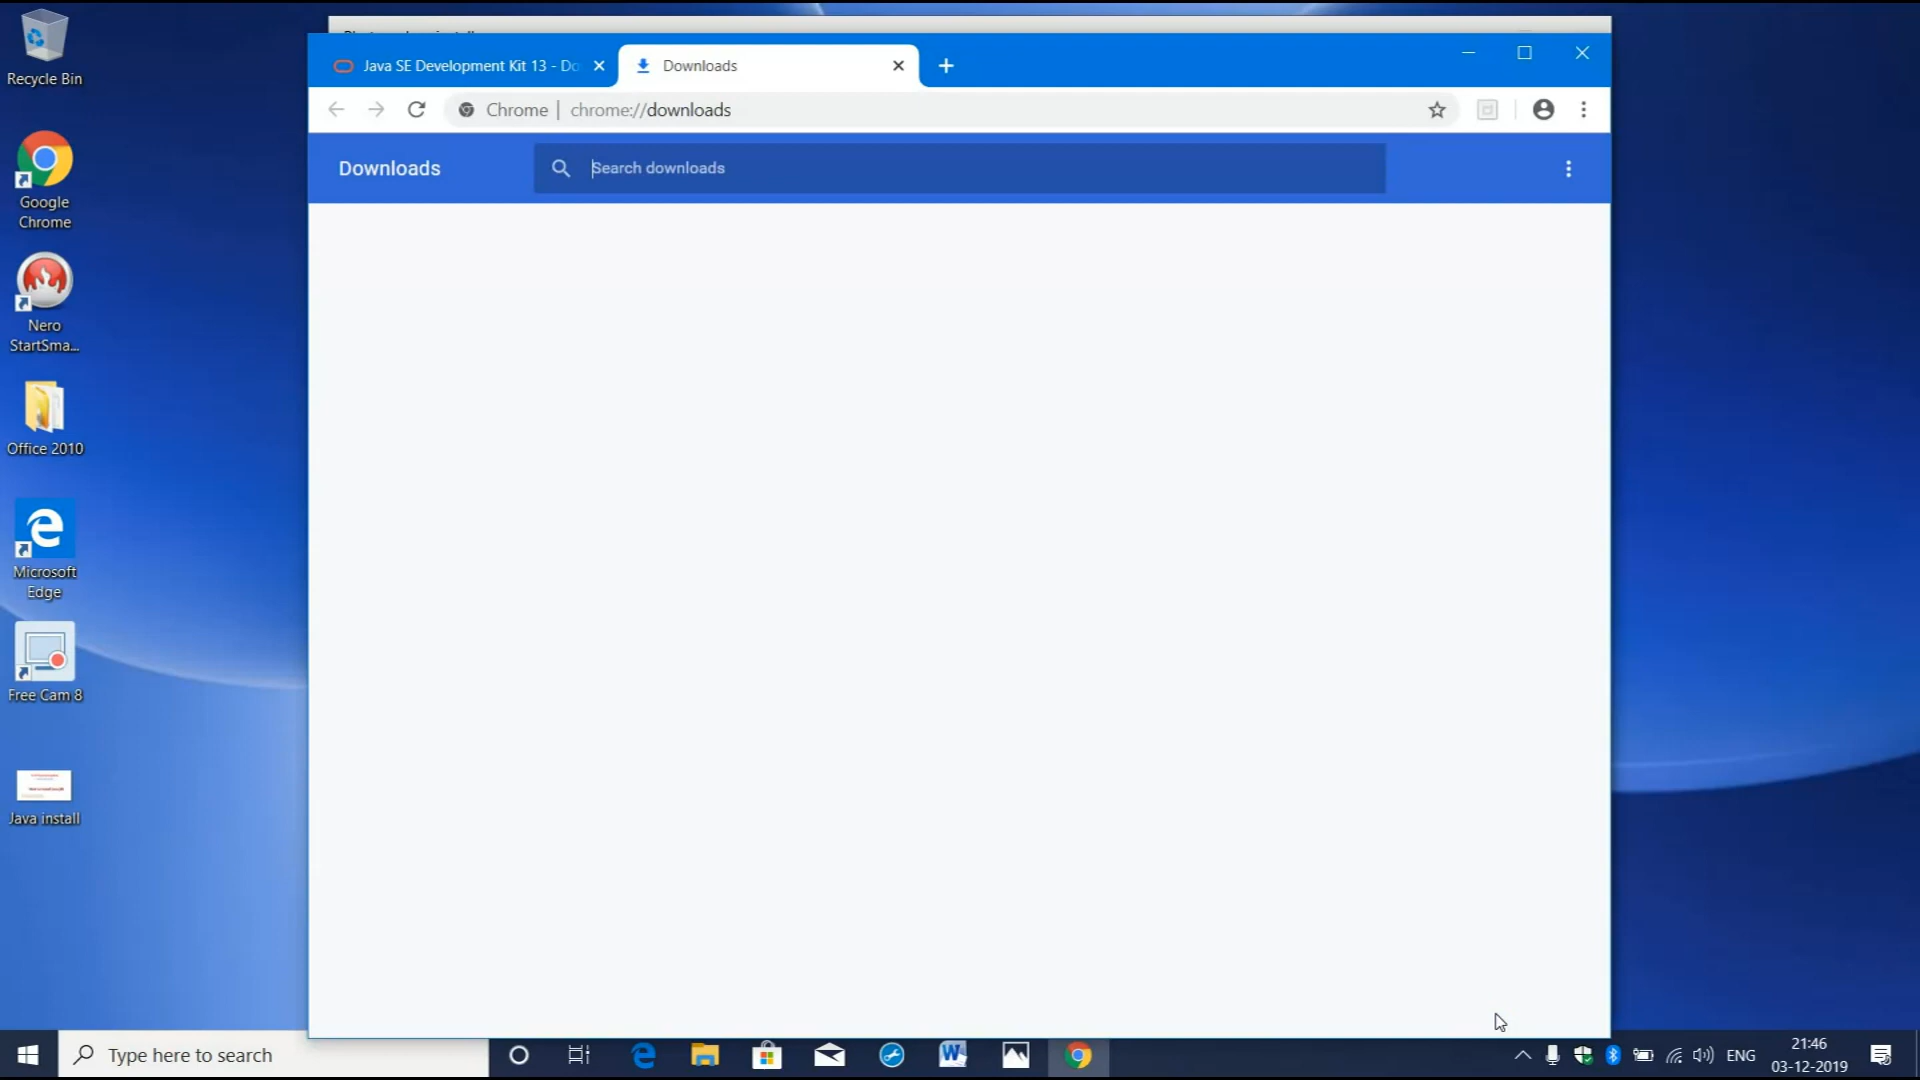 Recycle Bin
Google
Chrome
Nero
StartSma...
Office 2010
Microsoft
Edge
Free Cam 8
Java install
Java SE Development Kit 13 - Do
Downloads
Chrome | chrome://downloads
Downloads
Search downloads
Type here to search
ENG
21:46
03-12-2019